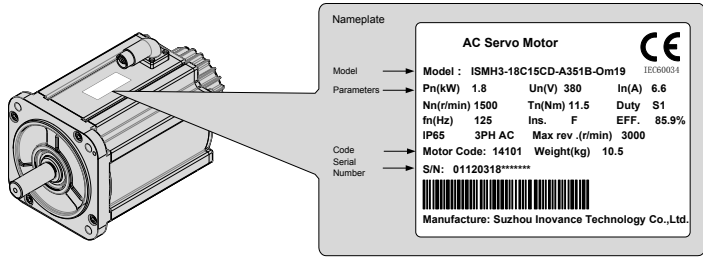 Nameplate
AC Servo Motor
CE
IEC60034
Model
Model : ISMH3-18C15CD-A351B-Om19
Parameters
Pn(kW) 1.8 Un(V) 380 In(A) 6.6
Nn(r/min) 1500 Tn(Nm) 11.5 Duty S1
fn(Hz) 125 Ins. F EFF. 85.9%
IP65 3PH AC Max rev .(r/min) 3000
Code
Motor Code: 14101 Weight(kg) 10.5
Serial
Number
S/N: 01120318*******
Manufacture: Suzhou Inovance Technology Co.,Ltd.